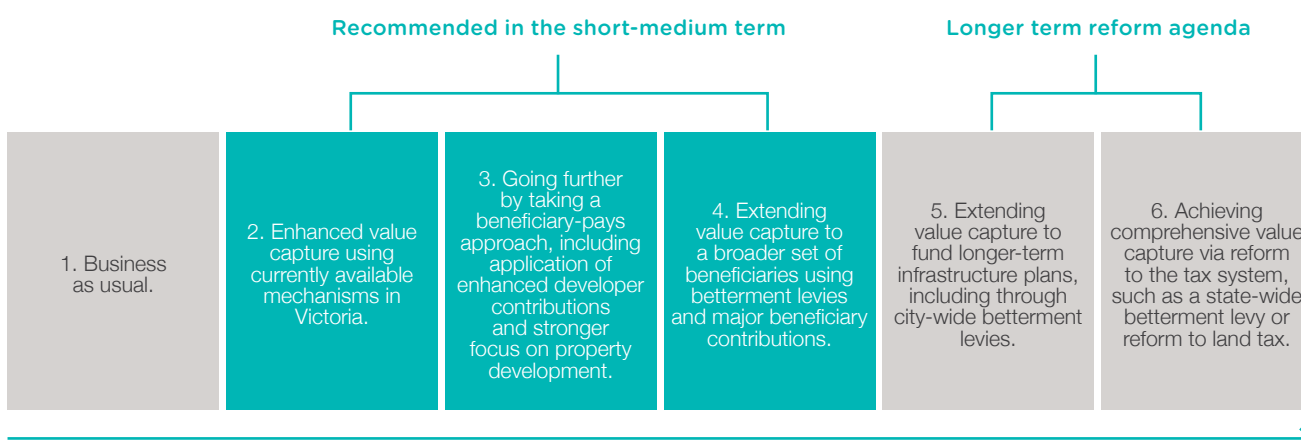 Recommended in the short-medium term
Longer term reform agenda
1. Business
as usual.
2. Enhanced value
capture using
currently available
mechanisms in
Victoria.
3. Going further
by taking a
beneficiary-pays
approach, including
application of
enhanced developer
contributions
and stronger
focus on property
development.
4. Extending
value capture to
a broader set of
beneficiaries using
betterment levies
and major beneficiary
contributions.
5. Extending
value capture to
fund longer-term
infrastructure plans,
including through
city-wide betterment
levies.
6. Achieving
comprehensive value
capture via reform
to the tax system,
such as a state-wide
betterment levy or
reform to land tax.